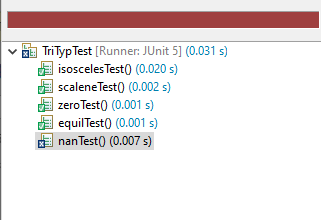 TriTypTest [Runner: JUnit 5] (0.031 s)
isoscelesTest() (0.020 s)
scaleneTest() (0.002 s)
zeroTest() (0.001 s)
equilTest() (0.001 s)
nanTest() (0.007 s)